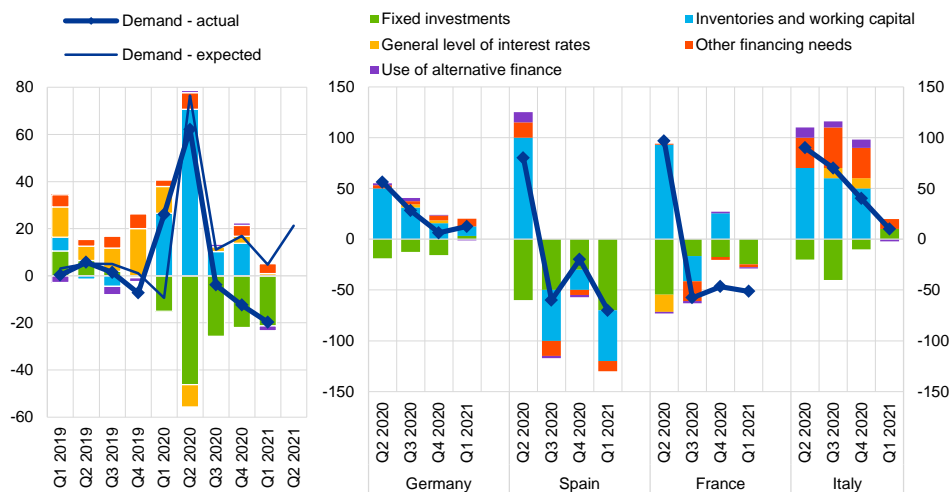 Demand - actual
Demand - expected
Fixed investments
Inventories and working capital
General level of interest rates
Other financing needs
Use of alternative finance
80
60
40
20
0
-20
-40
-60
Q1 2019
Q2 2019
Q3 2019
Q4 2019
Q1 2020
Q2 2020
Q3 2020
Q4 2020
Q1 2021
Q2 2021
150
100
50
0
-50
-100
-150
150
100
50
0
-50
-100
-150
Q2 2020
Q3 2020
Q4 2020
Q1 2021
Q2 2020
Q3 2020
Q4 2020
Q1 2021
Q2 2020
Q3 2020
Q4 2020
Q1 2021
Q2 2020
Q3 2020
Q4 2020
Q1 2021
Germany
Spain
France
Italy